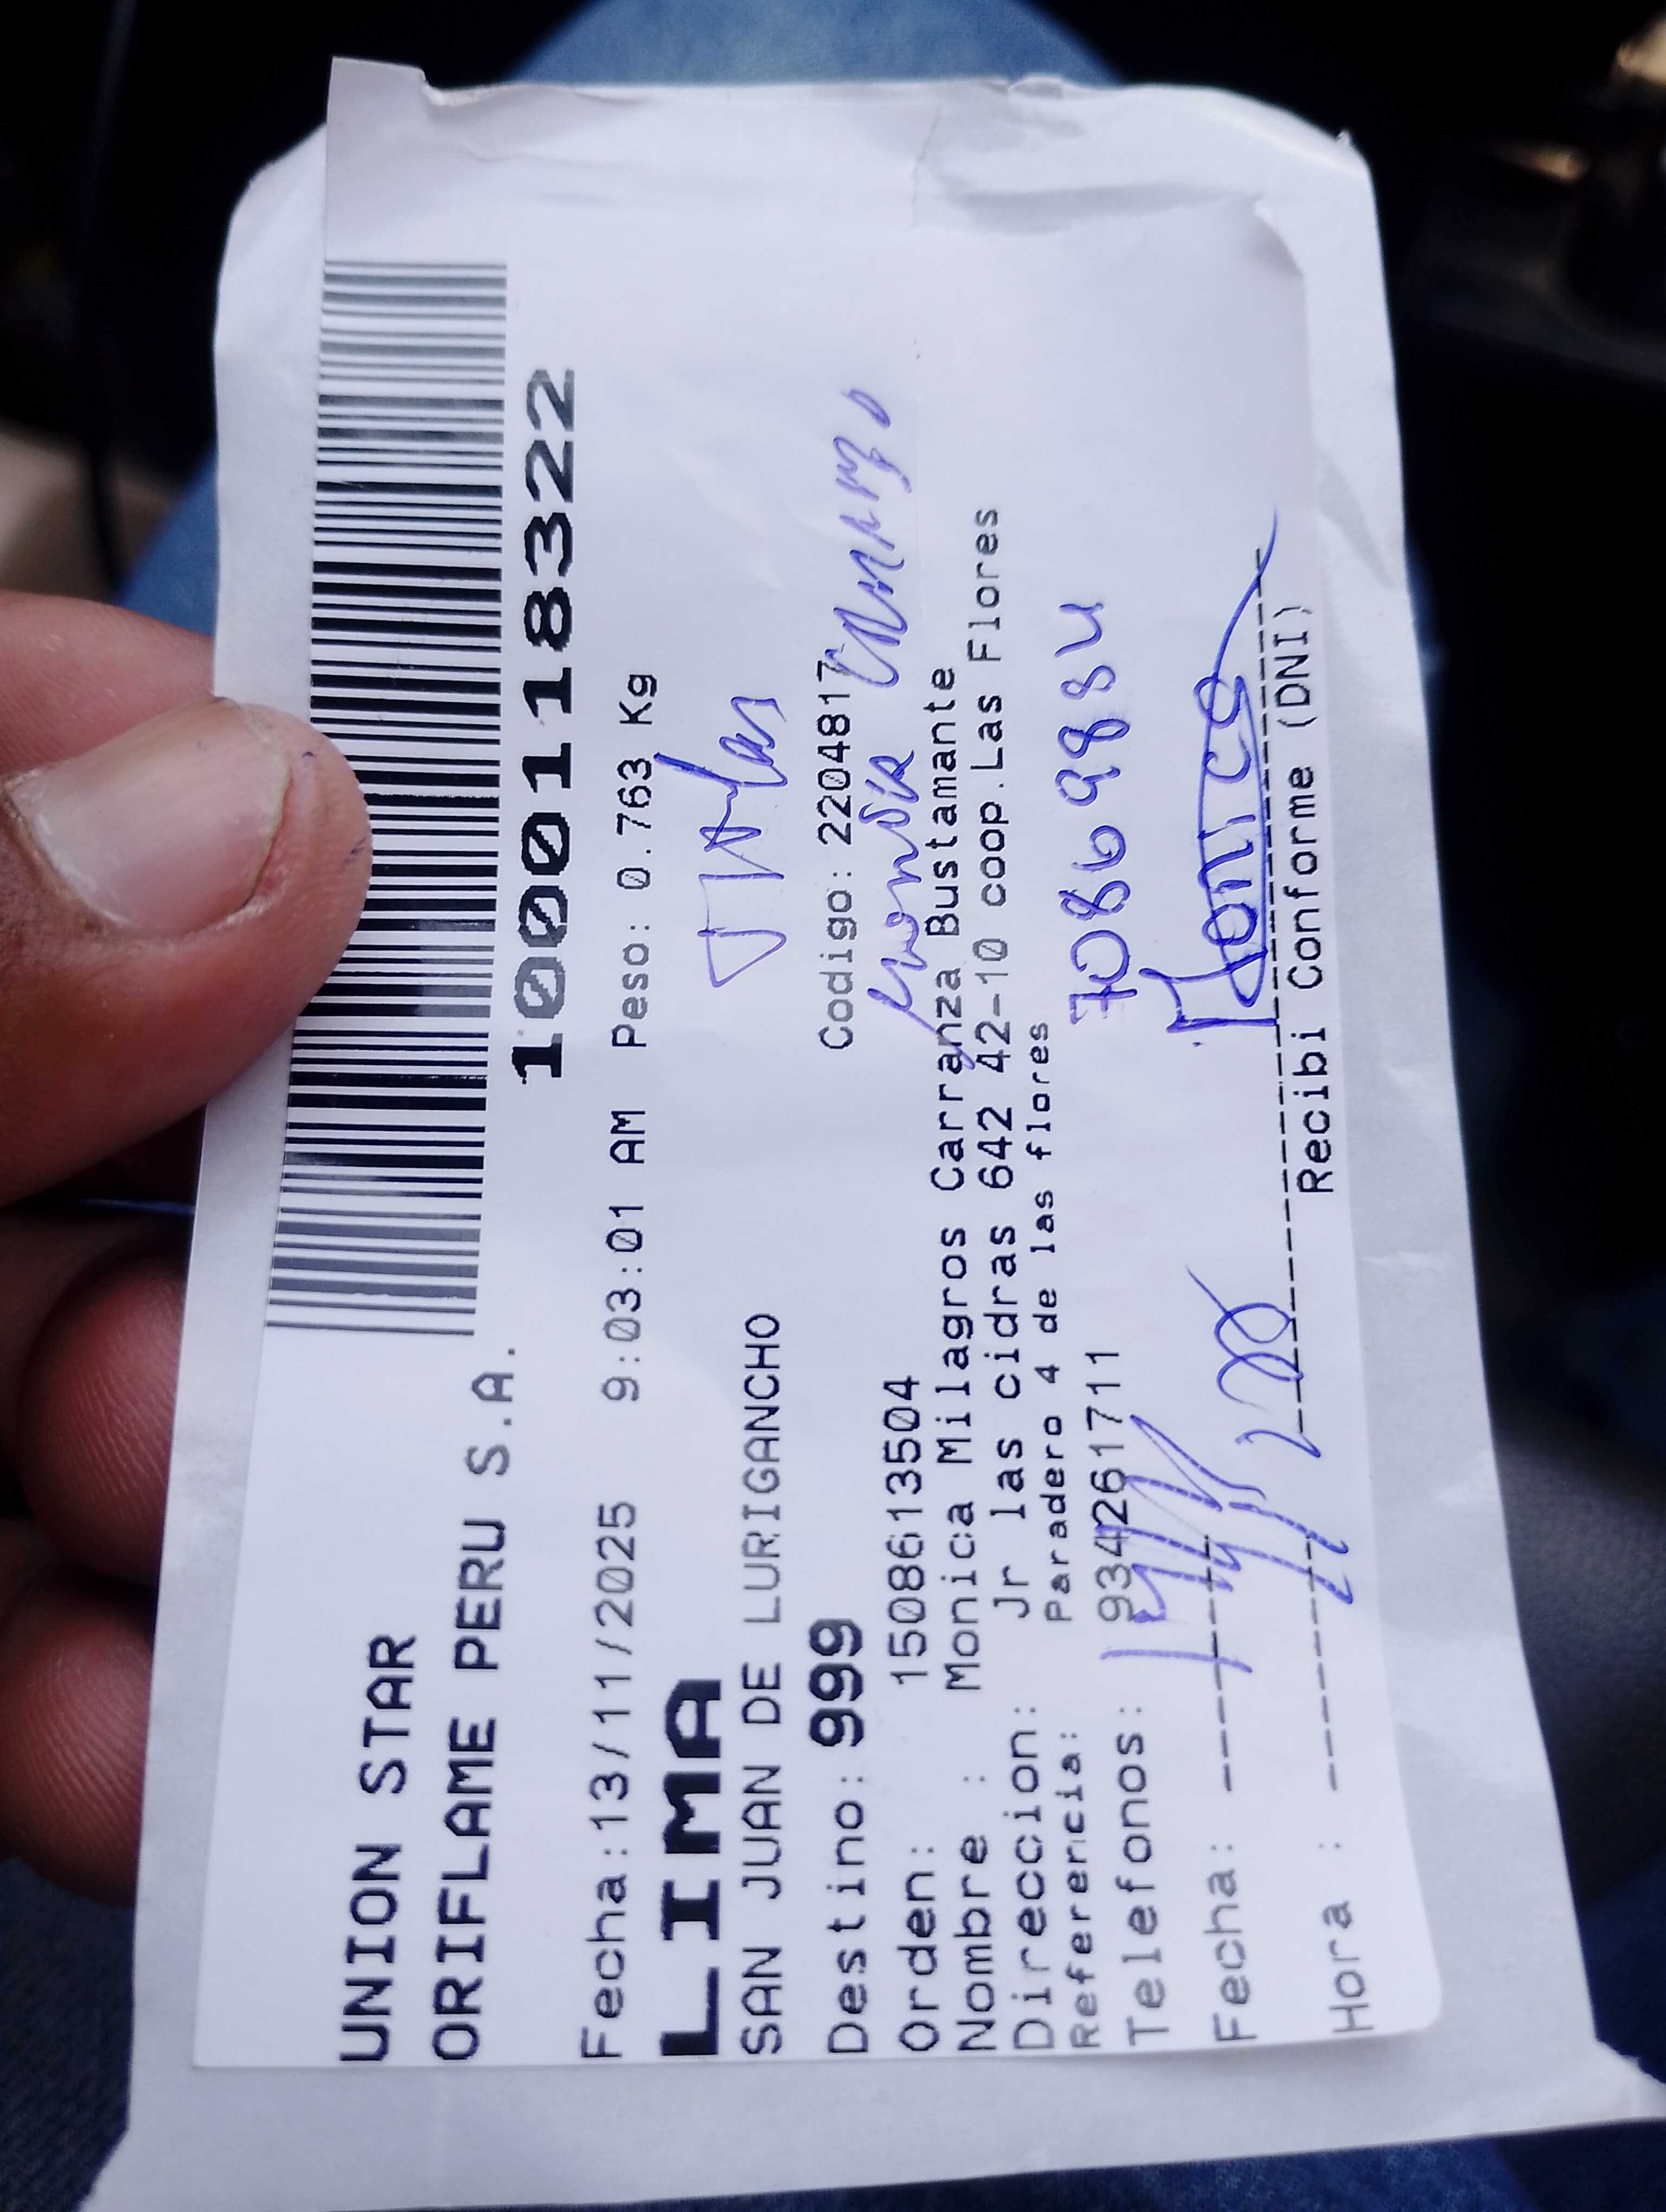 UNION STAR
ORIFLAME PERU S.A.
100118322
Fecha:13/11/2025 9:03:01 AM Peso: 0.763 Kg
LIMA
SAN JUAN DE LURIGANCHO
Destino: 999 Codigo: 2204817
Orden: 1508613504
Nombre : Monica Milagros Carranza Bustamante
Direccion: Jr las cidras 642 42-10 coop.Las Flores
Referencia: Paradero 4 de las flores
Telefonos: 934261711
70869884
Fecha:
Hora :
Recibi Conforme (DNI)